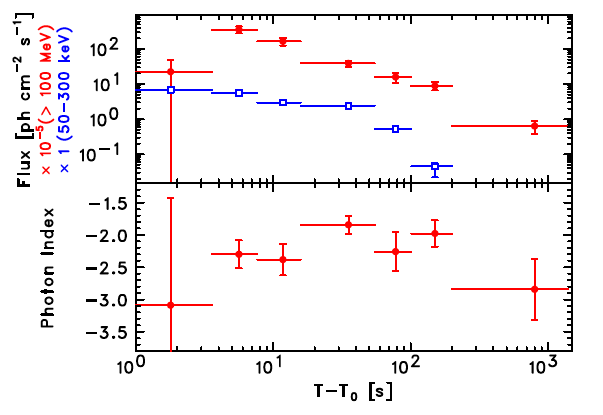 Flux [ph cm⁻² s⁻¹]
× 10⁻⁵(> 100 MeV)
× 1 (50−300 keV)
10²
10¹
10⁰
10⁻¹
Photon Index
−1.5
−2.0
−2.5
−3.0
−3.5
10⁰ 10¹ 10² 10³
T−T₀ [s]